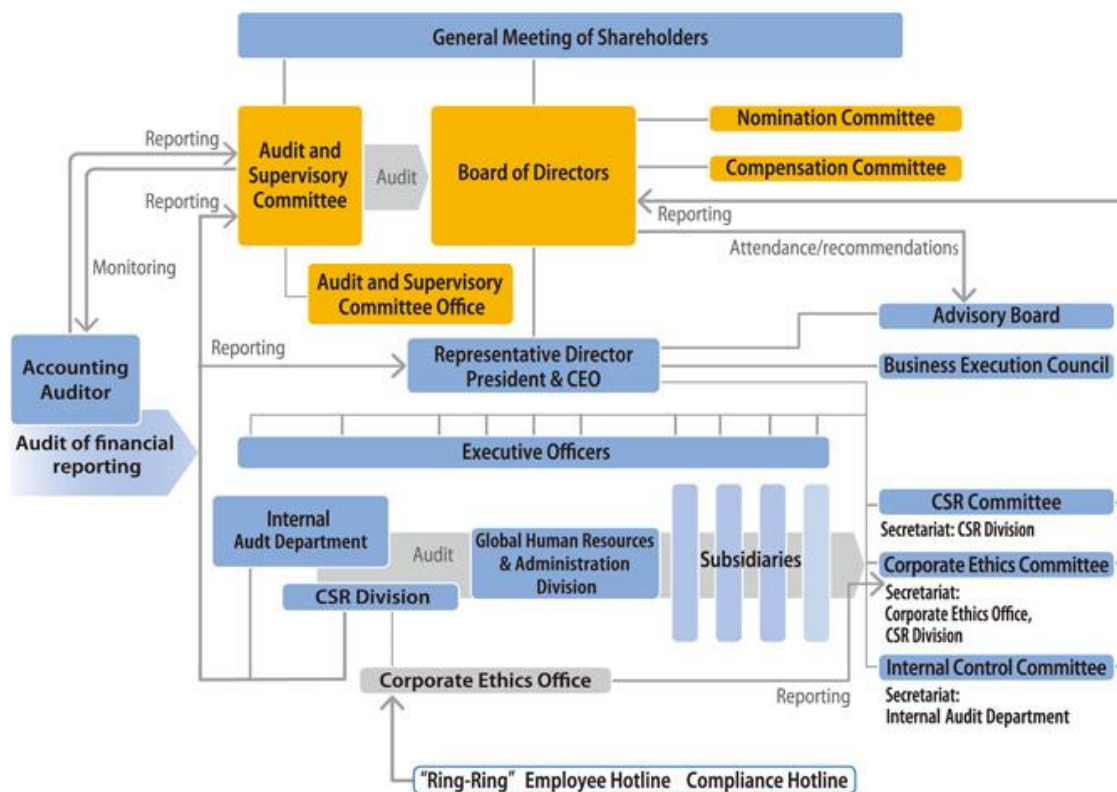 General Meeting of Shareholders
Reporting
Audit and
Supervisory
Committee
Audit
Board of Directors
Nomination Committee
Compensation Committee
Reporting
Reporting
Attendance/recommendations
Monitoring
Audit and Supervisory
Committee Office
Advisory Board
Accounting
Auditor
Reporting
Representative Director
President & CEO
Business Execution Council
Audit of financial
reporting
Executive Officers
Internal
Audt Department
Audit
Global Human Resources
& Administration
Division
Subsidiaries
CSR Division
CSR Committee
Secretariat: CSR Division
Corporate Ethics Committee
Secretariat:
Corporate Ethics Office,
CSR Division
Corporate Ethics Office
Reporting
Internal Control Committee
Secretariat:
Internal Audit Department
"Ring-Ring" Employee Hotline Compliance Hotline